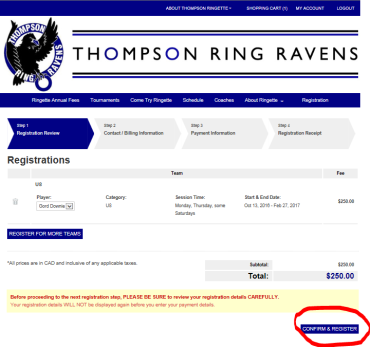 ABOUT THOMPSON RINGETTE SHOPPING CART (1) MY ACCOUNT LOGOUT
THOMPSON
RING RAVENS
THOMPSON RING RAVENS
Ringette Annual Fees Tournaments Come Try Ringette Schedule Coaches About Ringette Registration
Step 1 Step 2 Step 3 Step 4
Registration Review Contact / Billing Information Payment Information Registration Receipt
Registrations
Team Fee
U8
Player: Category: Session Time: Start & End Date:
Gord Downie U8 Monday, Thursday, some Saturdays Oct 13, 2015 - Feb 27, 2017 $250.00
REGISTER FOR MORE TEAMS
*All prices are in CAD and inclusive of any applicable taxes. Subtotal: $250.00
Total: $250.00
Before proceeding to the next registration step, PLEASE BE SURE to review your registration details CAREFULLY.
Your registration details WILL NOT be displayed again before you enter your payment details.
CONFIRM & REGISTER